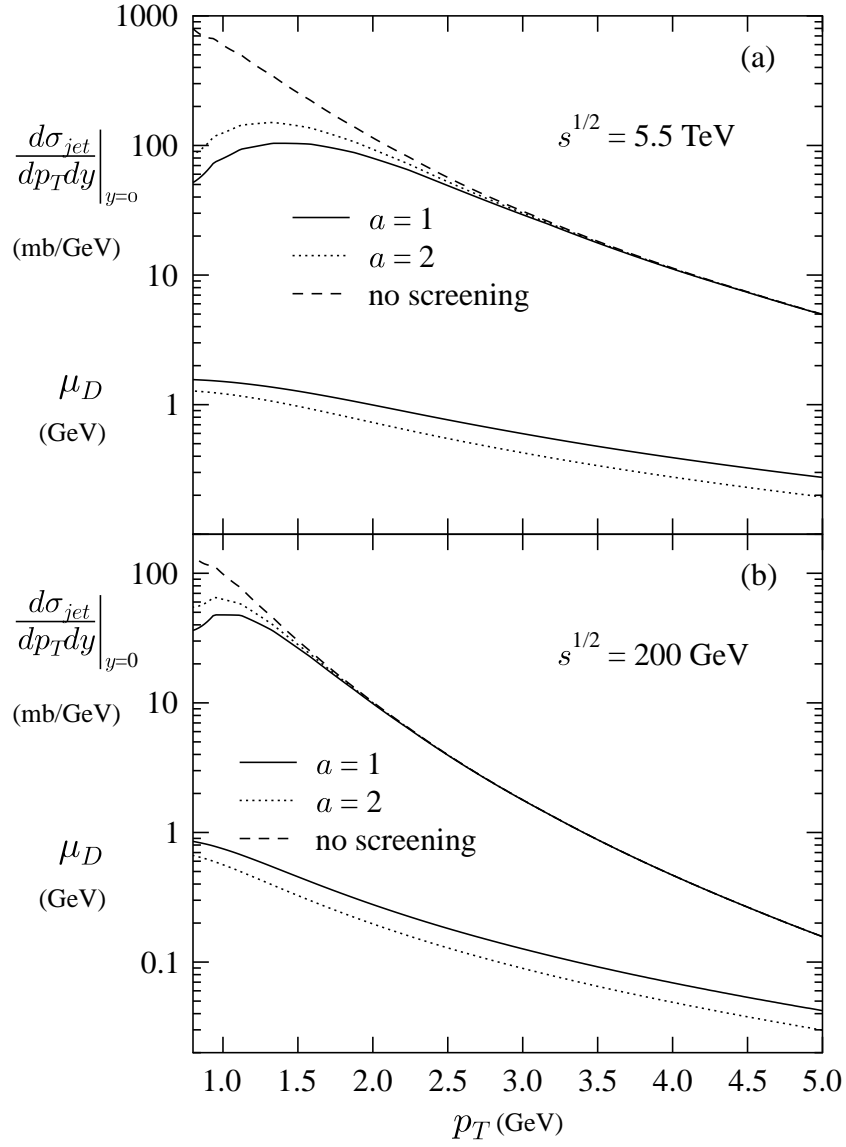 1000
(a)
dσ_jet
dp_T dy | y=o
100
s^1/2 = 5.5 TeV
(mb/GeV)
a = 1
a = 2
10
no screening
μ_D
1
(GeV)
(b)
100
dσ_jet
dp_T dy | y=0
s^1/2 = 200 GeV
(mb/GeV)
10
a = 1
a = 2
1
no screening
μ_D
(GeV)
0.1
1.0 1.5 2.0 2.5 3.0 3.5 4.0 4.5 5.0
p_T (GeV)